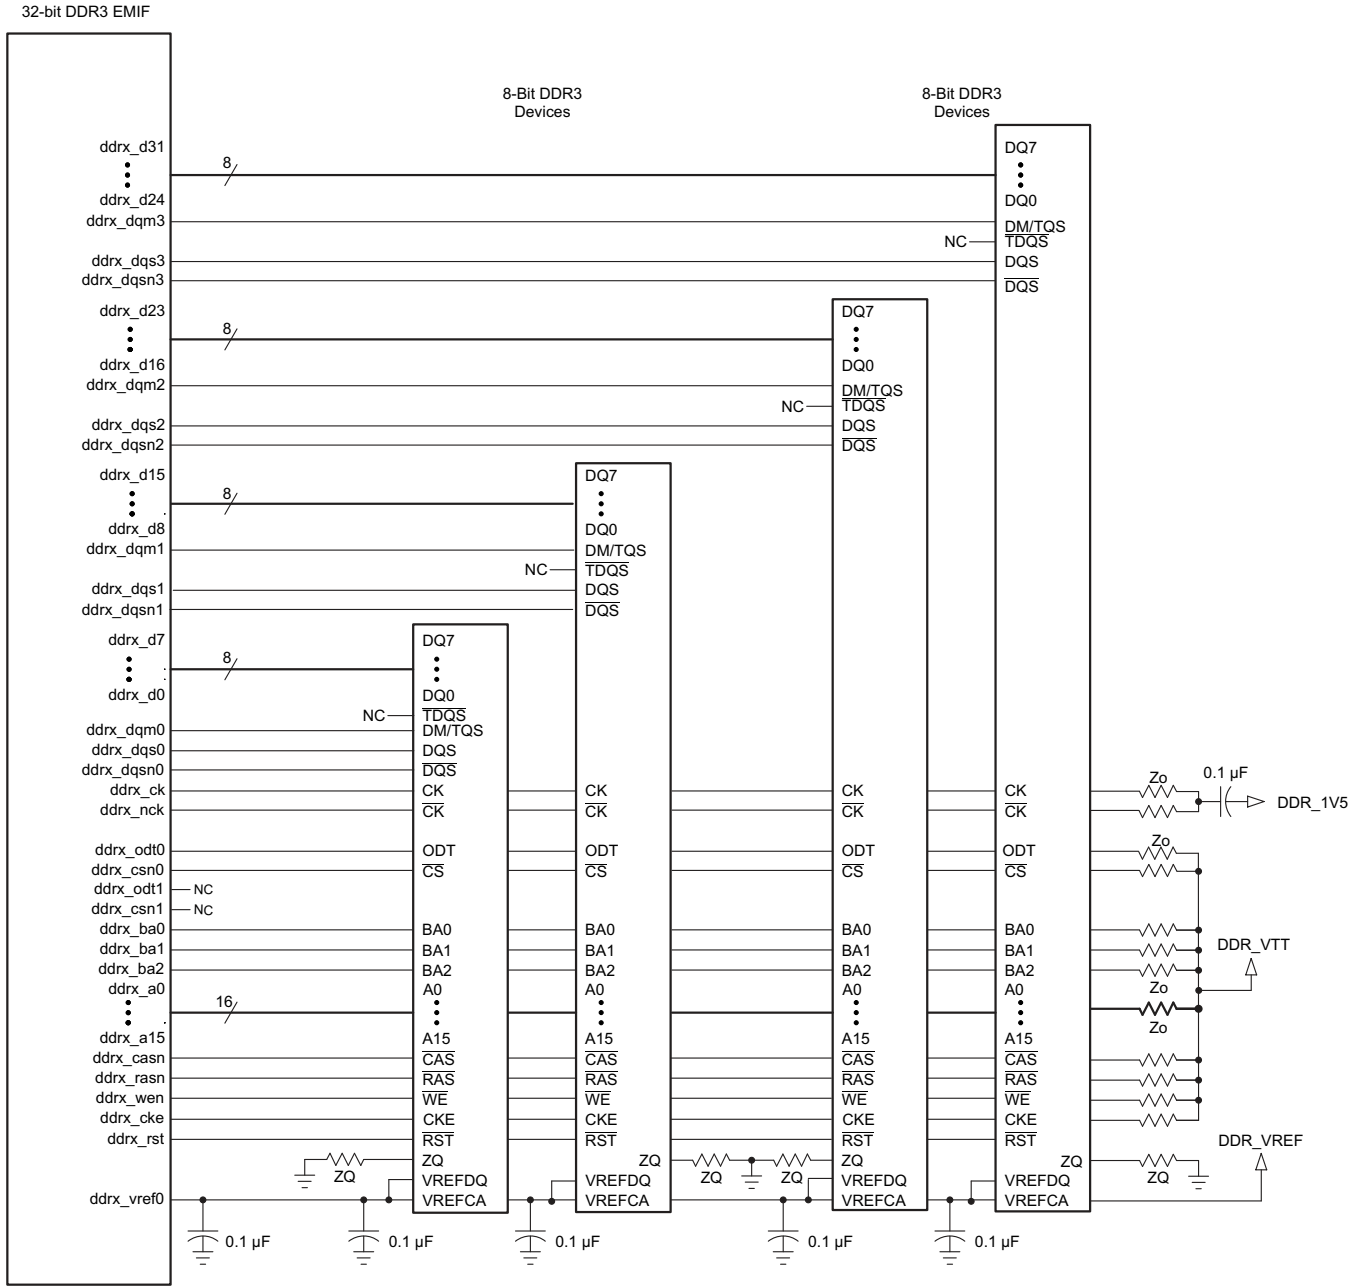 32-bit DDR3 EMIF
8-Bit DDR3
Devices
8-Bit DDR3
Devices
ddrx_d31
8
DQ7
ddrx_d24
DQ0
ddrx_dqm3
DM/TQS
NC
TDQS
ddrx_dqs3
DQS
ddrx_dqsn3
DQS
ddrx_d23
8
DQ7
ddrx_d16
DQ0
ddrx_dqm2
DM/TQS
NC
TDQS
ddrx_dqs2
DQS
ddrx_dqsn2
DQS
ddrx_d15
8
DQ7
ddrx_d8
DQ0
ddrx_dqm1
DM/TQS
NC
TDQS
ddrx_dqs1
DQS
ddrx_dqsn1
DQS
ddrx_d7
8
DQ7
ddrx_d0
DQ0
NC
TDQS
ddrx_dqm0
DM/TQS
ddrx_dqs0
DQS
ddrx_dqsn0
DQS
ddrx_ck CK CK CK CK Zo 0.1 µF
ddrx_nck CK CK CK CK DDR_1V5
ddrx_odt0 ODT ODT ODT ODT Zo
ddrx_csn0 CS CS CS CS
ddrx_odt1 NC
ddrx_csn1 NC
ddrx_ba0 BA0 BA0 BA0 BA0
ddrx_ba1 BA1 BA1 BA1 BA1 DDR_VTT
ddrx_ba2 BA2 BA2 BA2 BA2
ddrx_a0 A0 A0 A0 A0 Zo
16
Zo
ddrx_a15 A15 A15 A15 A15
ddrx_casn CAS CAS CAS CAS
ddrx_rasn RAS RAS RAS RAS
ddrx_wen WE WE WE WE
ddrx_cke CKE CKE CKE CKE
ddrx_rst RST RST RST RST DDR_VREF
ZQ ZQ ZQ ZQ
ZQ ZQ ZQ ZQ
VREFDQ VREFDQ VREFDQ VREFDQ
ddrx_vref0 VREFCA VREFCA VREFCA VREFCA
0.1 µF 0.1 µF 0.1 µF 0.1 µF 0.1 µF